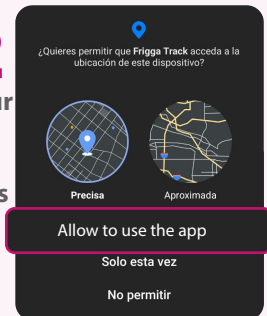 ¿Quieres permitir que Frigga Track acceda a la
ubicación de este dispositivo?
Precisa Aproximada
Allow to use the app
Solo esta vez
No permitir